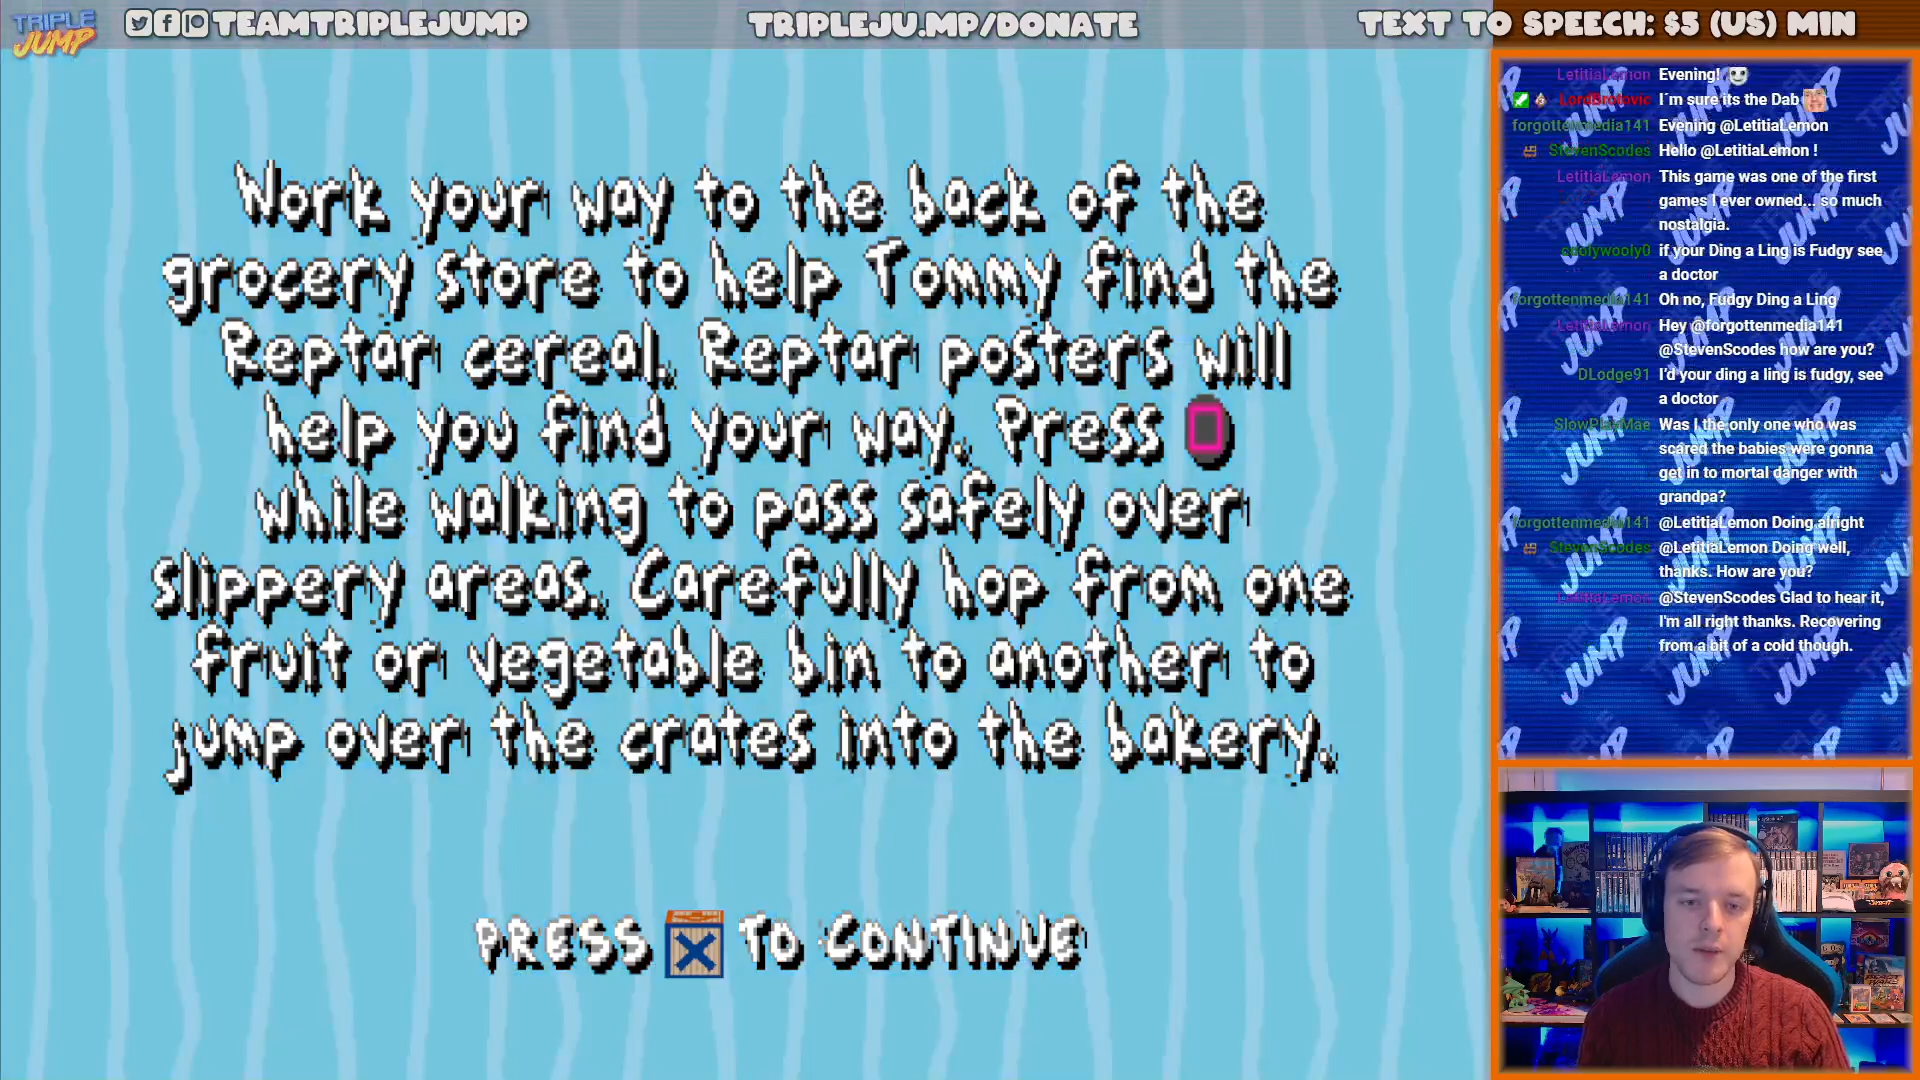 TRIPLE
JUMP
TEAMTRIPLEJUMP
TRIPLEJU.MP/DONATE
TEXT TO SPEECH: $5 (US) MIN
Work your way to the back of the
grocery store to help Tommy find the
Reptar cereal. Reptar posters will
help you find your way. Press
while walking to pass safely over
slippery areas. Carefully hop from one
fruit or vegetable bin to another to
jump over the crates into the bakery.
PRESS X TO CONTINUE
LetitiaLemon Evening!
LordBrotovic I´m sure its the Dab
forgottenmedia141 Evening @LetitiaLemon
StevenScodes Hello @LetitiaLemon !
LetitiaLemon This game was one of the first
games I ever owned... so much
nostalgia.
if your Ding a Ling is Fudgy see
a doctor
forgottenmedia141 Oh no, Fudgy Ding a Ling
LetitiaLemon Hey @forgottenmedia141
@StevenScodes how are you?
DLodge91 I'd your ding a ling is fudgy, see
a doctor
Was I the only one who was
scared the babies were gonna
get in to mortal danger with
grandpa?
forgottenmedia141 @LetitiaLemon Doing alright
StevenScodes @LetitiaLemon Doing well,
thanks. How are you?
LetitiaLemon @StevenScodes Glad to hear it,
I'm all right thanks. Recovering
from a bit of a cold though.